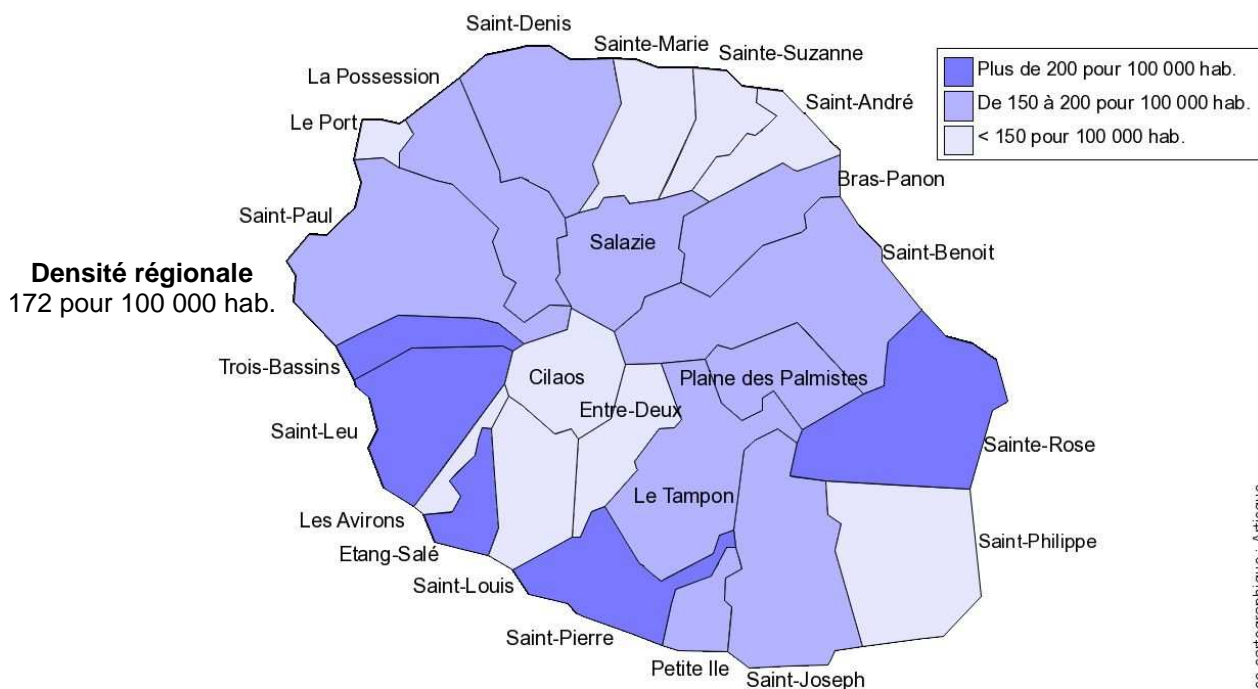 Saint-Denis
Sainte-Marie
Sainte-Suzanne
La Possession
Saint-André
Le Port
Plus de 200 pour 100 000 hab.
De 150 à 200 pour 100 000 hab.
< 150 pour 100 000 hab.
Bras-Panon
Saint-Paul
Salazie
Saint-Benoit
Densité régionale
172 pour 100 000 hab.
Trois-Bassins
Cilaos
Plaine des Palmistes
Entre-Deux
Saint-Leu
Sainte-Rose
Le Tampon
Les Avirons
Etang-Salé
Saint-Philippe
Saint-Louis
Saint-Pierre
Petite Ile
Saint-Joseph
cartographique : Articque